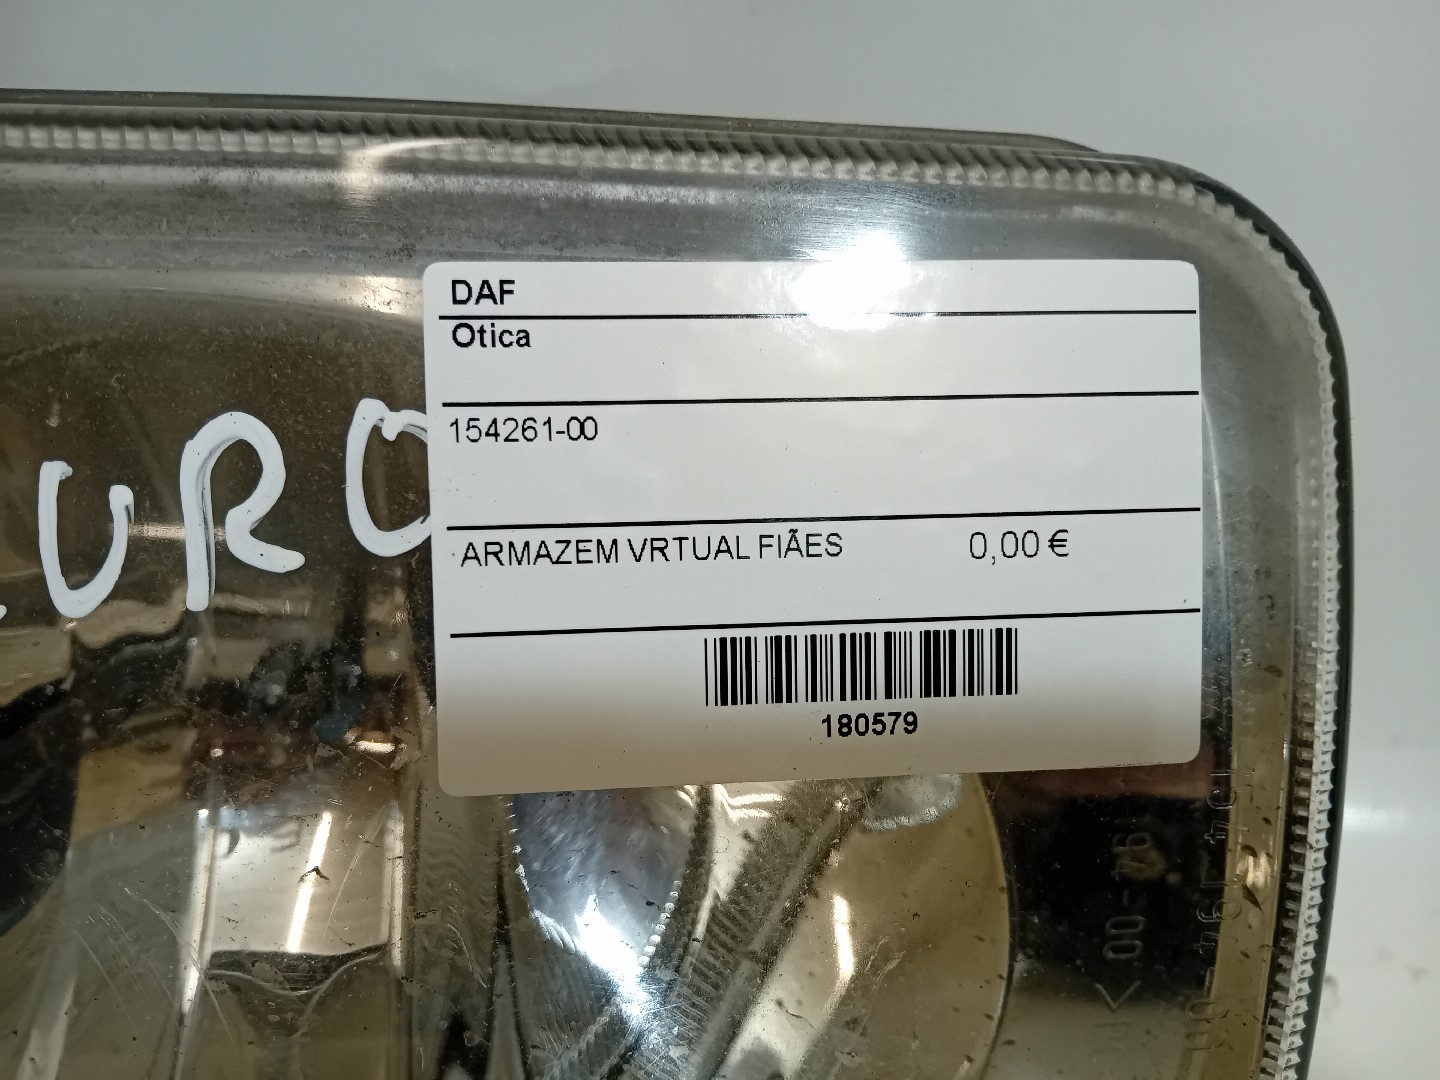 DAF
Otica
154261-00
ARMAZEM VRTUAL FIÃES 0,00 €
180579
URO